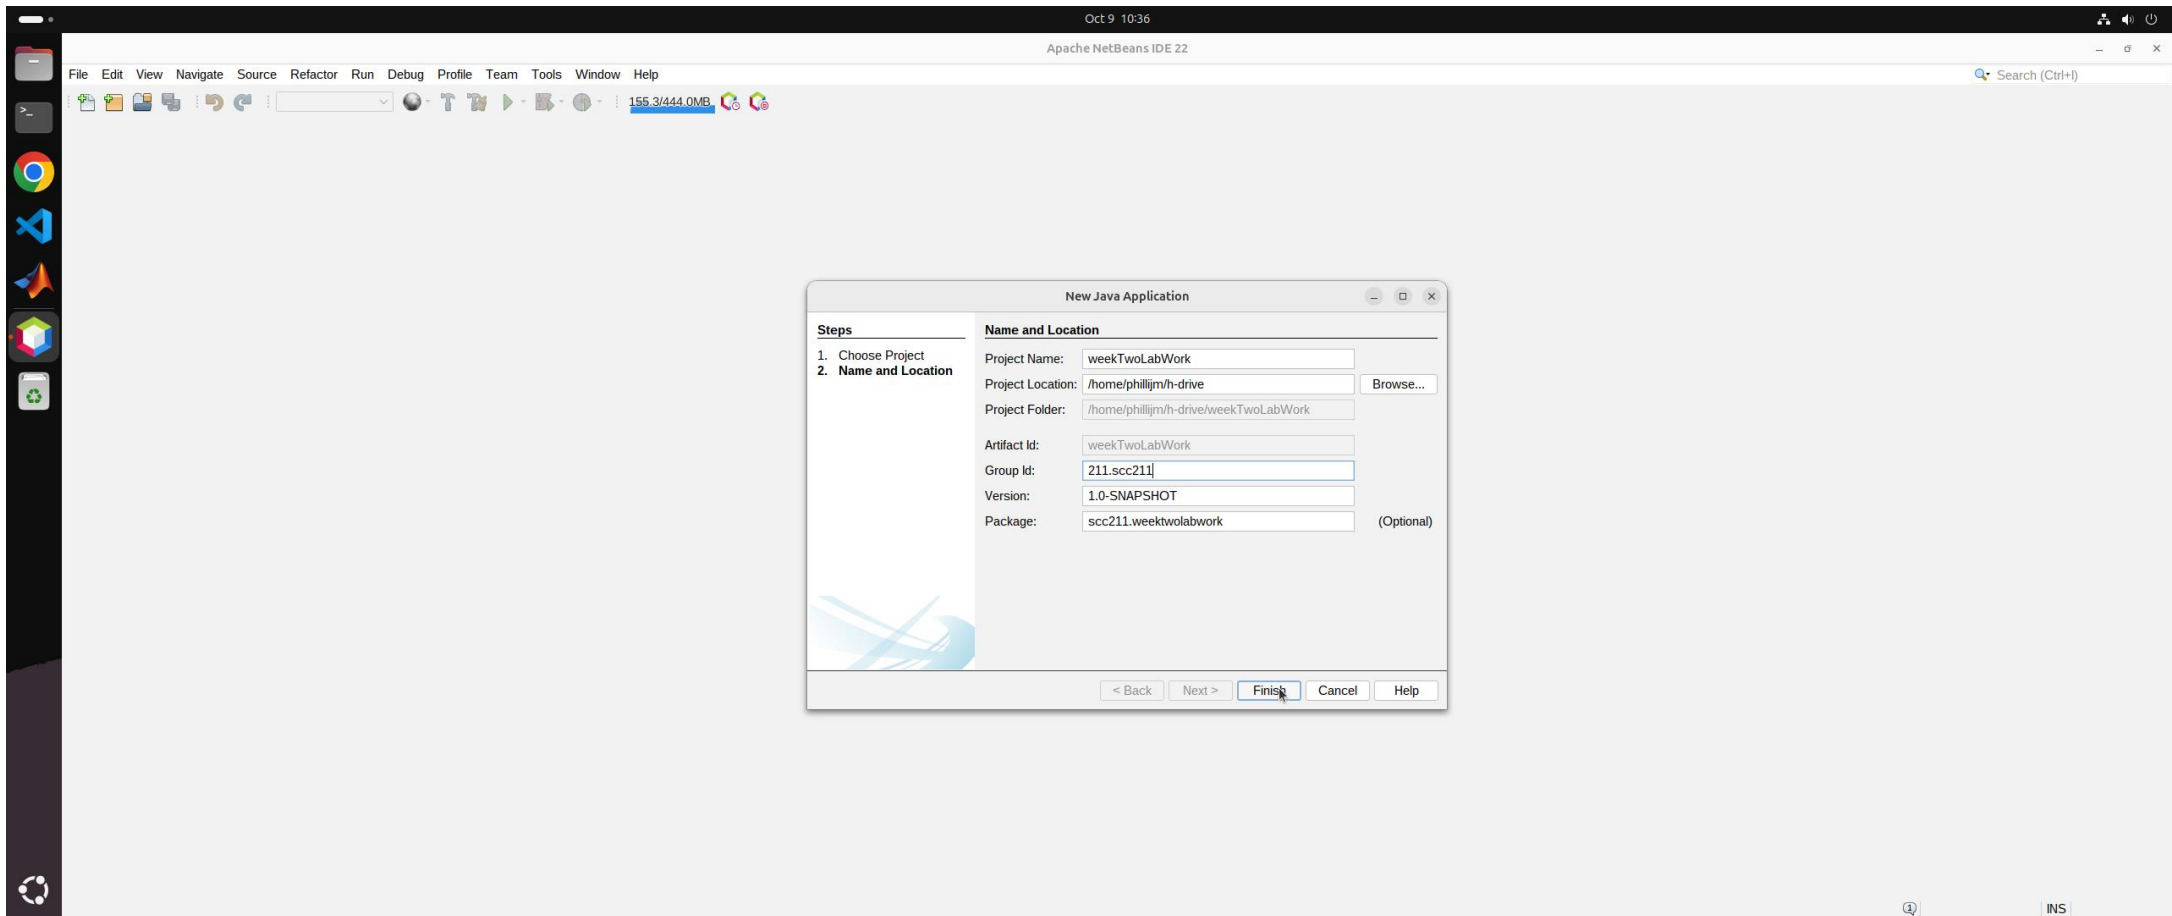 Oct 9 10:36
Apache NetBeans IDE 22
File Edit View Navigate Source Refactor Run Debug Profile Team Tools Window Help
Search (Ctrl+I)
155.3/444.0MB
New Java Application
Steps
1. Choose Project
2. Name and Location
Name and Location
Project Name: weekTwoLabWork
Project Location: /home/phillijm/h-drive Browse...
Project Folder: /home/phillijm/h-drive/weekTwoLabWork
Artifact Id: weekTwoLabWork
Group Id: 211.scc211
Version: 1.0-SNAPSHOT
Package: scc211.weektwolabwork (Optional)
< Back Next > Finish Cancel Help
1 INS